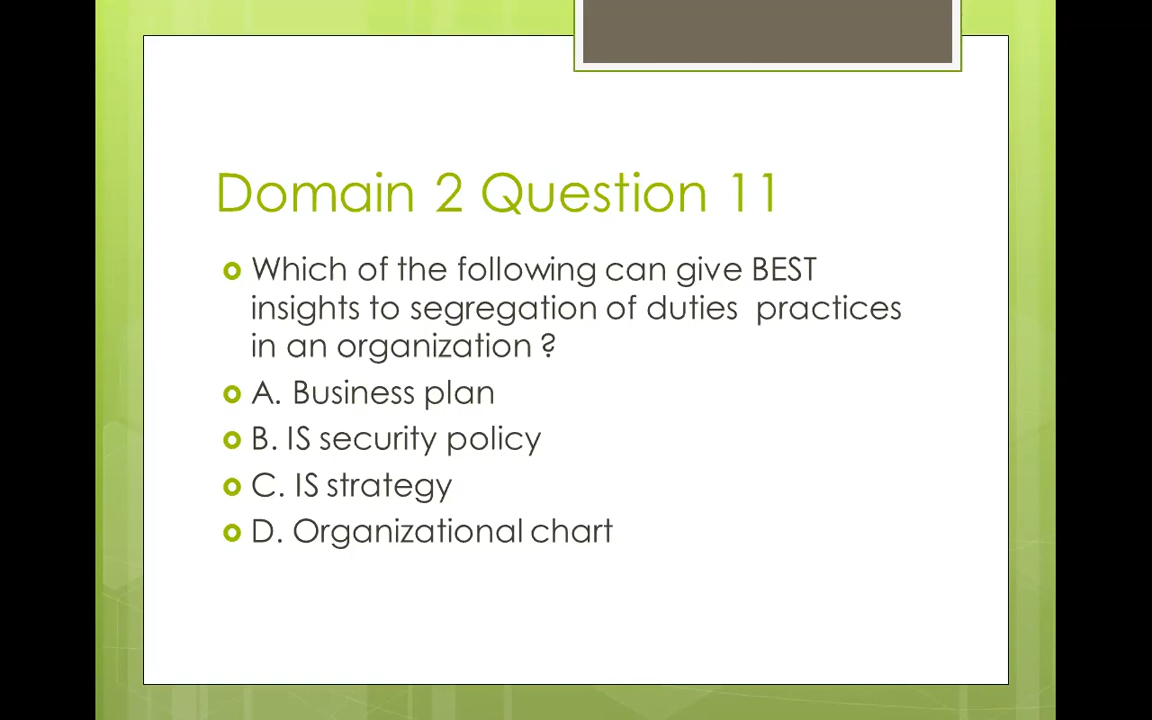 Domain 2 Question 11
Which of the following can give BEST
insights to segregation of duties  practices
in an organization ?
A. Business plan
B. IS security policy
C. IS strategy
D. Organizational chart